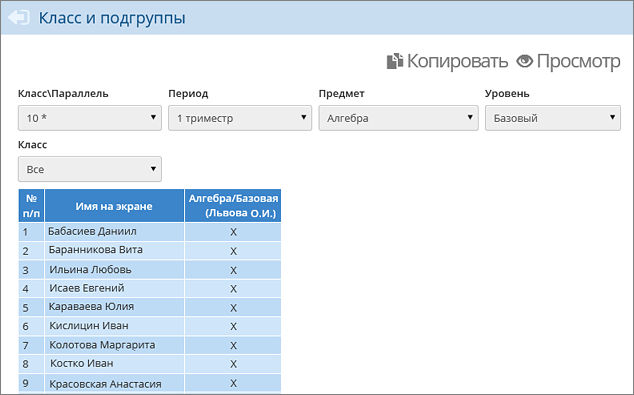 Класс и подгруппы
Копировать Просмотр
Класс\Параллель Период Предмет Уровень
10 * 1 триместр Алгебра Базовый
Класс
Все
№ п/п Имя на экране Алгебра/Базовая (Львова О.И.)
1 Бабасиев Даниил X
2 Баранникова Вита X
3 Ильина Любовь X
4 Исаев Евгений X
5 Караваева Юлия X
6 Кислицин Иван X
7 Колотова Маргарита X
8 Костко Иван X
9 Красовская Анастасия X